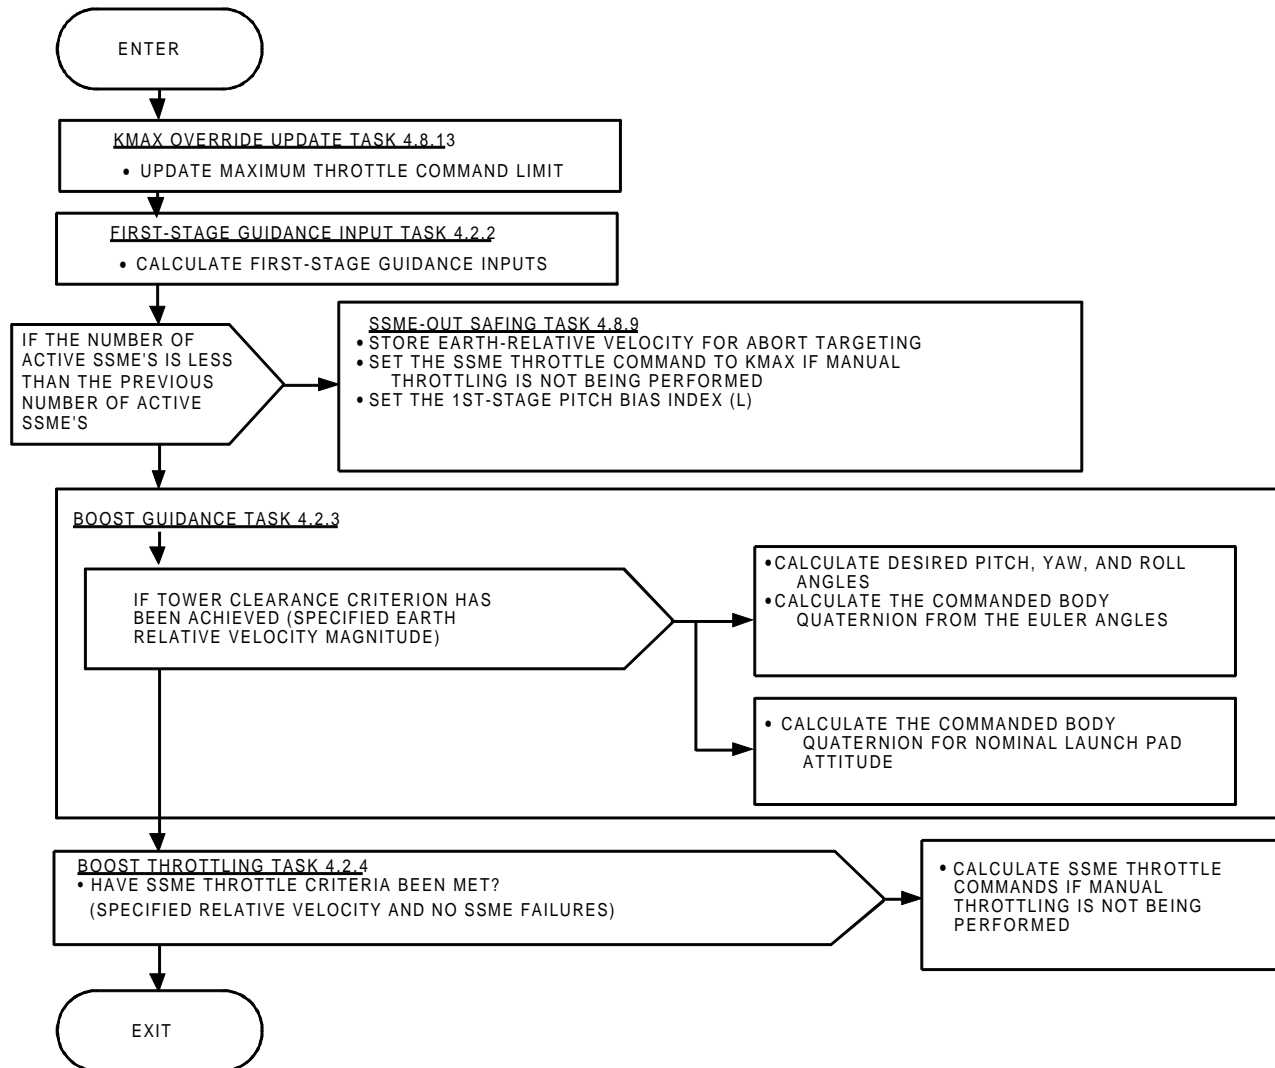 ENTER
KMAX OVERRIDE UPDATE TASK 4.8.13
• UPDATE MAXIMUM THROTTLE COMMAND LIMIT
FIRST-STAGE GUIDANCE INPUT TASK 4.2.2
• CALCULATE FIRST-STAGE GUIDANCE INPUTS
IF THE NUMBER OF
ACTIVE SSME'S IS LESS
THAN THE PREVIOUS
NUMBER OF ACTIVE
SSME'S
SSME-OUT SAFING TASK 4.8.9
• STORE EARTH-RELATIVE VELOCITY FOR ABORT TARGETING
• SET THE SSME THROTTLE COMMAND TO KMAX IF MANUAL
THROTTLING IS NOT BEING PERFORMED
• SET THE 1ST-STAGE PITCH BIAS INDEX (L)
BOOST GUIDANCE TASK 4.2.3
IF TOWER CLEARANCE CRITERION HAS
BEEN ACHIEVED (SPECIFIED EARTH
RELATIVE VELOCITY MAGNITUDE)
• CALCULATE DESIRED PITCH, YAW, AND ROLL
ANGLES
• CALCULATE THE COMMANDED BODY
QUATERNION FROM THE EULER ANGLES
• CALCULATE THE COMMANDED BODY
QUATERNION FOR NOMINAL LAUNCH PAD
ATTITUDE
BOOST THROTTLING TASK 4.2.4
• HAVE SSME THROTTLE CRITERIA BEEN MET?
(SPECIFIED RELATIVE VELOCITY AND NO SSME FAILURES)
• CALCULATE SSME THROTTLE
COMMANDS IF MANUAL
THROTTLING IS NOT BEING
PERFORMED
EXIT